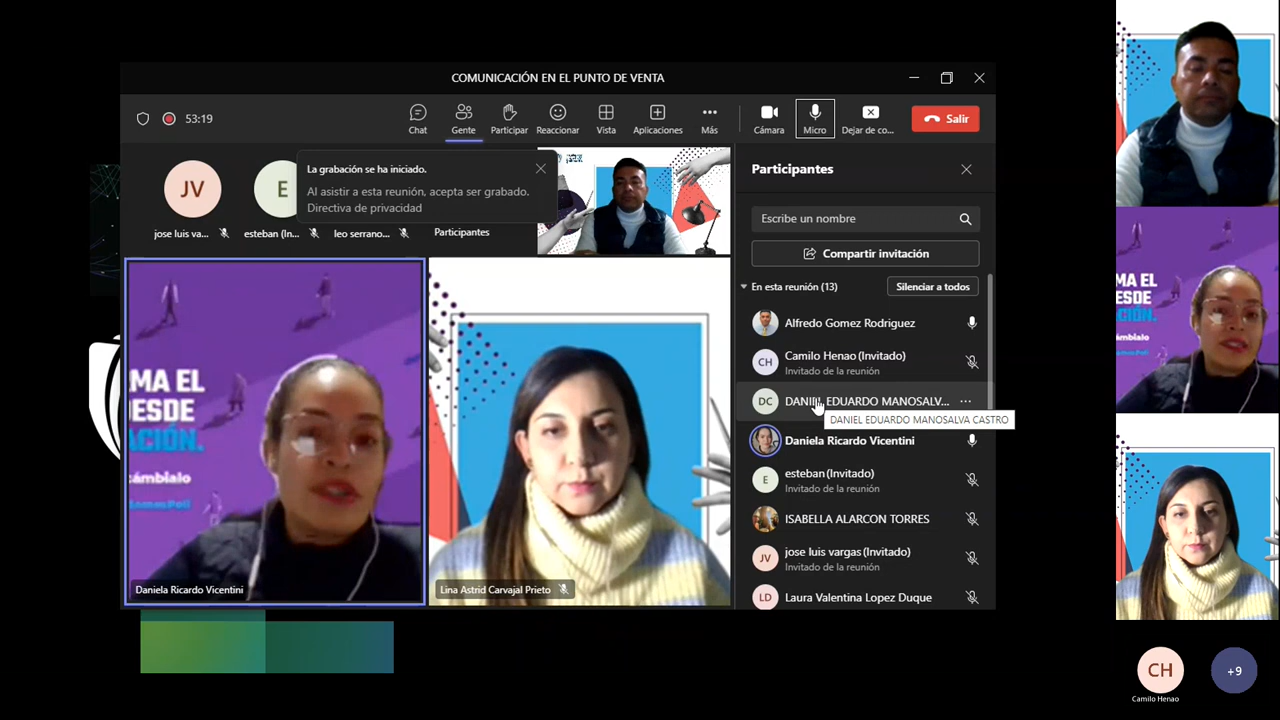 COMUNICACIÓN EN EL PUNTO DE VENTA
53:19
Chat
Gente
Participar
Reaccionar
Vista
Aplicaciones
Más
Cámara
Micro
Dejar de co...
Salir
JV
E
La grabación se ha iniciado.
Al asistir a esta reunión, acepta ser grabado.
Directiva de privacidad
jose luis va...
esteban (In...
leo serrano...
Participantes
Participantes
Escribe un nombre
Compartir invitación
En esta reunión (13)
Silenciar a todos
Alfredo Gomez Rodriguez
CH
Camilo Henao (Invitado)
Invitado de la reunión
DC
DANIEL EDUARDO MANOSALV...
DANIEL EDUARDO MANOSALVA CASTRO
Daniela Ricardo Vicentini
E
esteban (Invitado)
Invitado de la reunión
ISABELLA ALARCON TORRES
JV
jose luis vargas (Invitado)
Invitado de la reunión
LD
Laura Valentina Lopez Duque
MA EL
DESDE
ACIÓN.
cámbialo
Daniela Ricardo Vicentini
Lina Astrid Carvajal Prieto
MA EL
ESDE
CIÓN.
mbialo
CH
Camilo Henao
+9